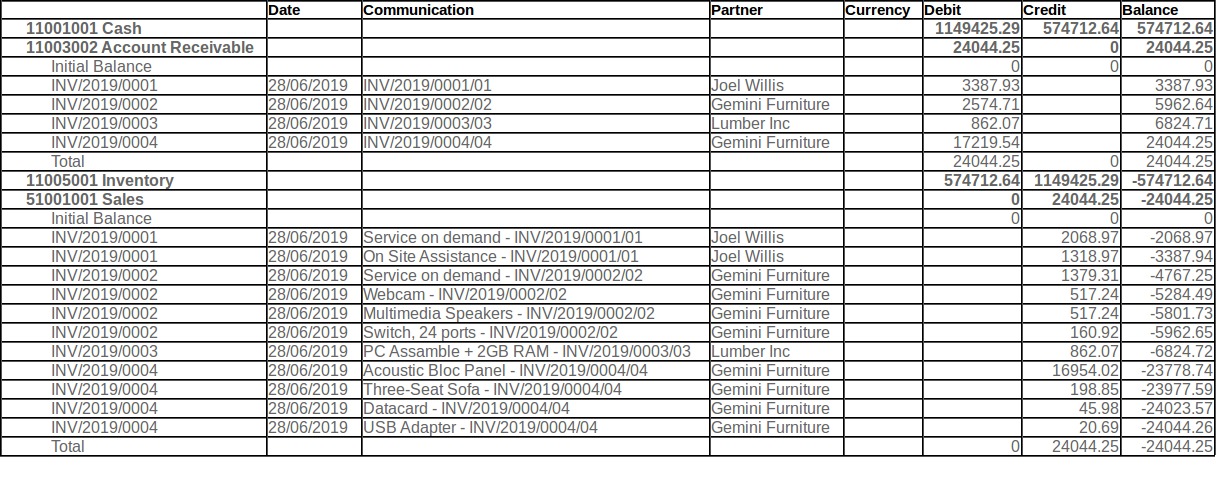 Date Communication Partner Currency Debit Credit Balance
11001001 Cash 1149425.29 574712.64 574712.64
11003002 Account Receivable 24044.25 0 24044.25
Initial Balance 0 0 0
INV/2019/0001 28/06/2019 INV/2019/0001/01 Joel Willis 3387.93 3387.93
INV/2019/0002 28/06/2019 INV/2019/0002/02 Gemini Furniture 2574.71 5962.64
INV/2019/0003 28/06/2019 INV/2019/0003/03 Lumber Inc 862.07 6824.71
INV/2019/0004 28/06/2019 INV/2019/0004/04 Gemini Furniture 17219.54 24044.25
Total 24044.25 0 24044.25
11005001 Inventory 574712.64 1149425.29 -574712.64
51001001 Sales 0 24044.25 -24044.25
Initial Balance 0 0 0
INV/2019/0001 28/06/2019 Service on demand - INV/2019/0001/01 Joel Willis 2068.97 -2068.97
INV/2019/0001 28/06/2019 On Site Assistance - INV/2019/0001/01 Joel Willis 1318.97 -3387.94
INV/2019/0002 28/06/2019 Service on demand - INV/2019/0002/02 Gemini Furniture 1379.31 -4767.25
INV/2019/0002 28/06/2019 Webcam - INV/2019/0002/02 Gemini Furniture 517.24 -5284.49
INV/2019/0002 28/06/2019 Multimedia Speakers - INV/2019/0002/02 Gemini Furniture 517.24 -5801.73
INV/2019/0002 28/06/2019 Switch, 24 ports - INV/2019/0002/02 Gemini Furniture 160.92 -5962.65
INV/2019/0003 28/06/2019 PC Assamble + 2GB RAM - INV/2019/0003/03 Lumber Inc 862.07 -6824.72
INV/2019/0004 28/06/2019 Acoustic Bloc Panel - INV/2019/0004/04 Gemini Furniture 16954.02 -23778.74
INV/2019/0004 28/06/2019 Three-Seat Sofa - INV/2019/0004/04 Gemini Furniture 198.85 -23977.59
INV/2019/0004 28/06/2019 Datacard - INV/2019/0004/04 Gemini Furniture 45.98 -24023.57
INV/2019/0004 28/06/2019 USB Adapter - INV/2019/0004/04 Gemini Furniture 20.69 -24044.26
Total 0 24044.25 -24044.25